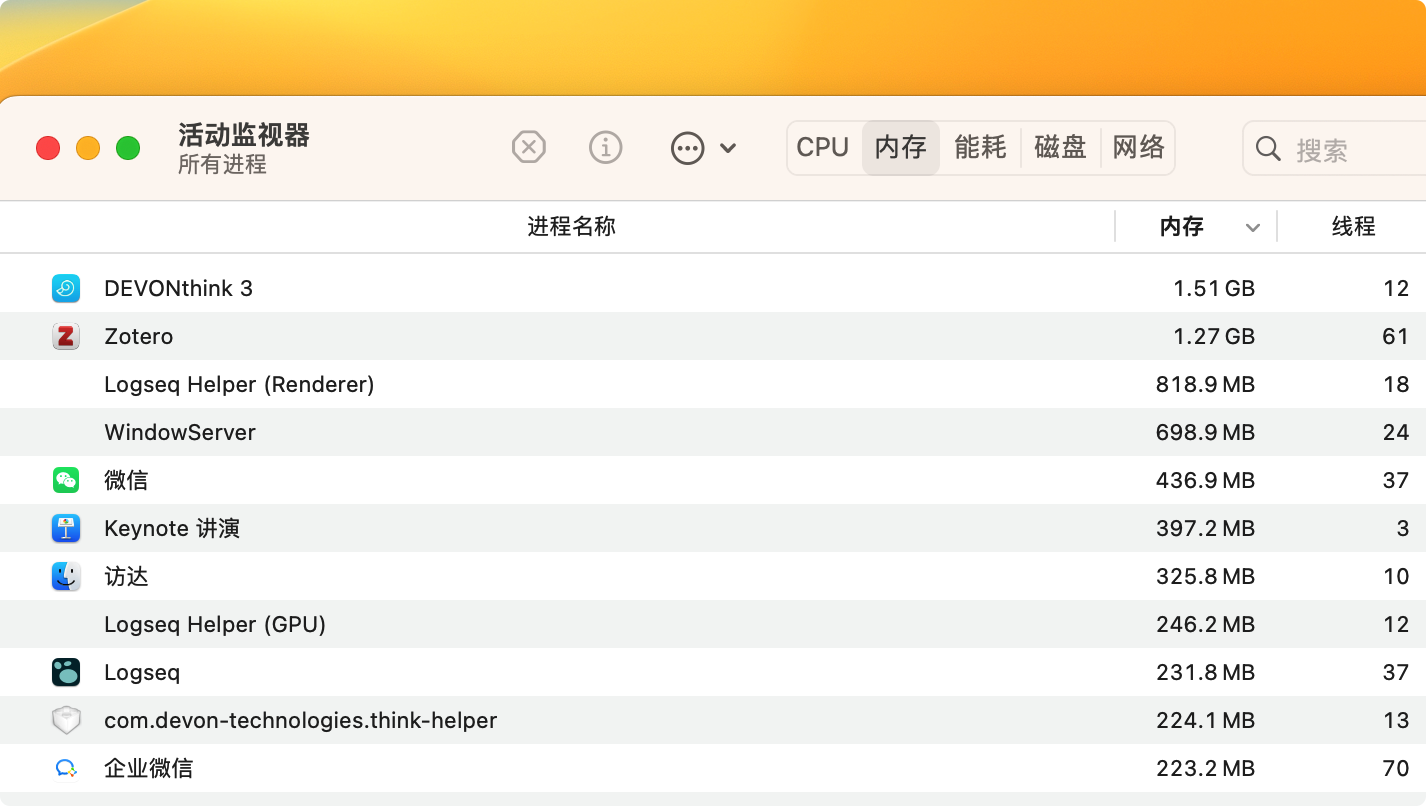 活动监视器
所有进程
CPU 内存 能耗 磁盘 网络 搜索
进程名称 内存 线程
DEVONthink 3 1.51 GB 12
Zotero 1.27 GB 61
Logseq Helper (Renderer) 818.9 MB 18
WindowServer 698.9 MB 24
微信 436.9 MB 37
Keynote 讲演 397.2 MB 3
访达 325.8 MB 10
Logseq Helper (GPU) 246.2 MB 12
Logseq 231.8 MB 37
com.devon-technologies.think-helper 224.1 MB 13
企业微信 223.2 MB 70